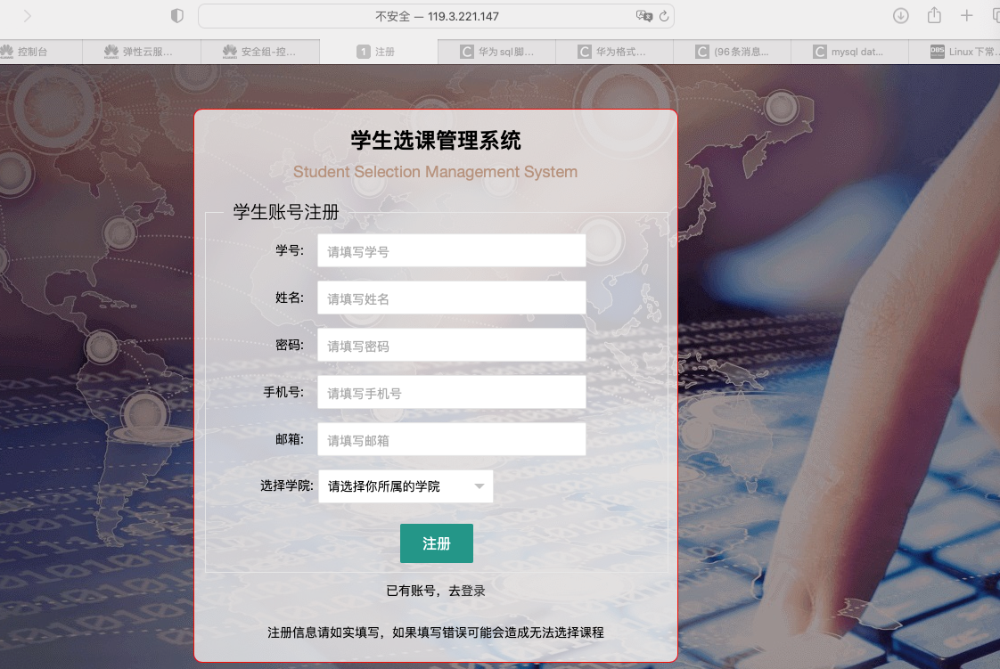 不安全 — 119.3.221.147
控制台
弹性云服...
安全组-控...
1 注册
华为 sql 脚...
华为格式...
(96条消息...
mysql dat...
DBS Linux下常...
学生选课管理系统
Student Selection Management System
学生账号注册
学号: 请填写学号
姓名: 请填写姓名
密码: 请填写密码
手机号: 请填写手机号
邮箱: 请填写邮箱
选择学院: 请选择你所属的学院
注册
已有账号，去登录
注册信息请如实填写，如果填写错误可能会造成无法选择课程